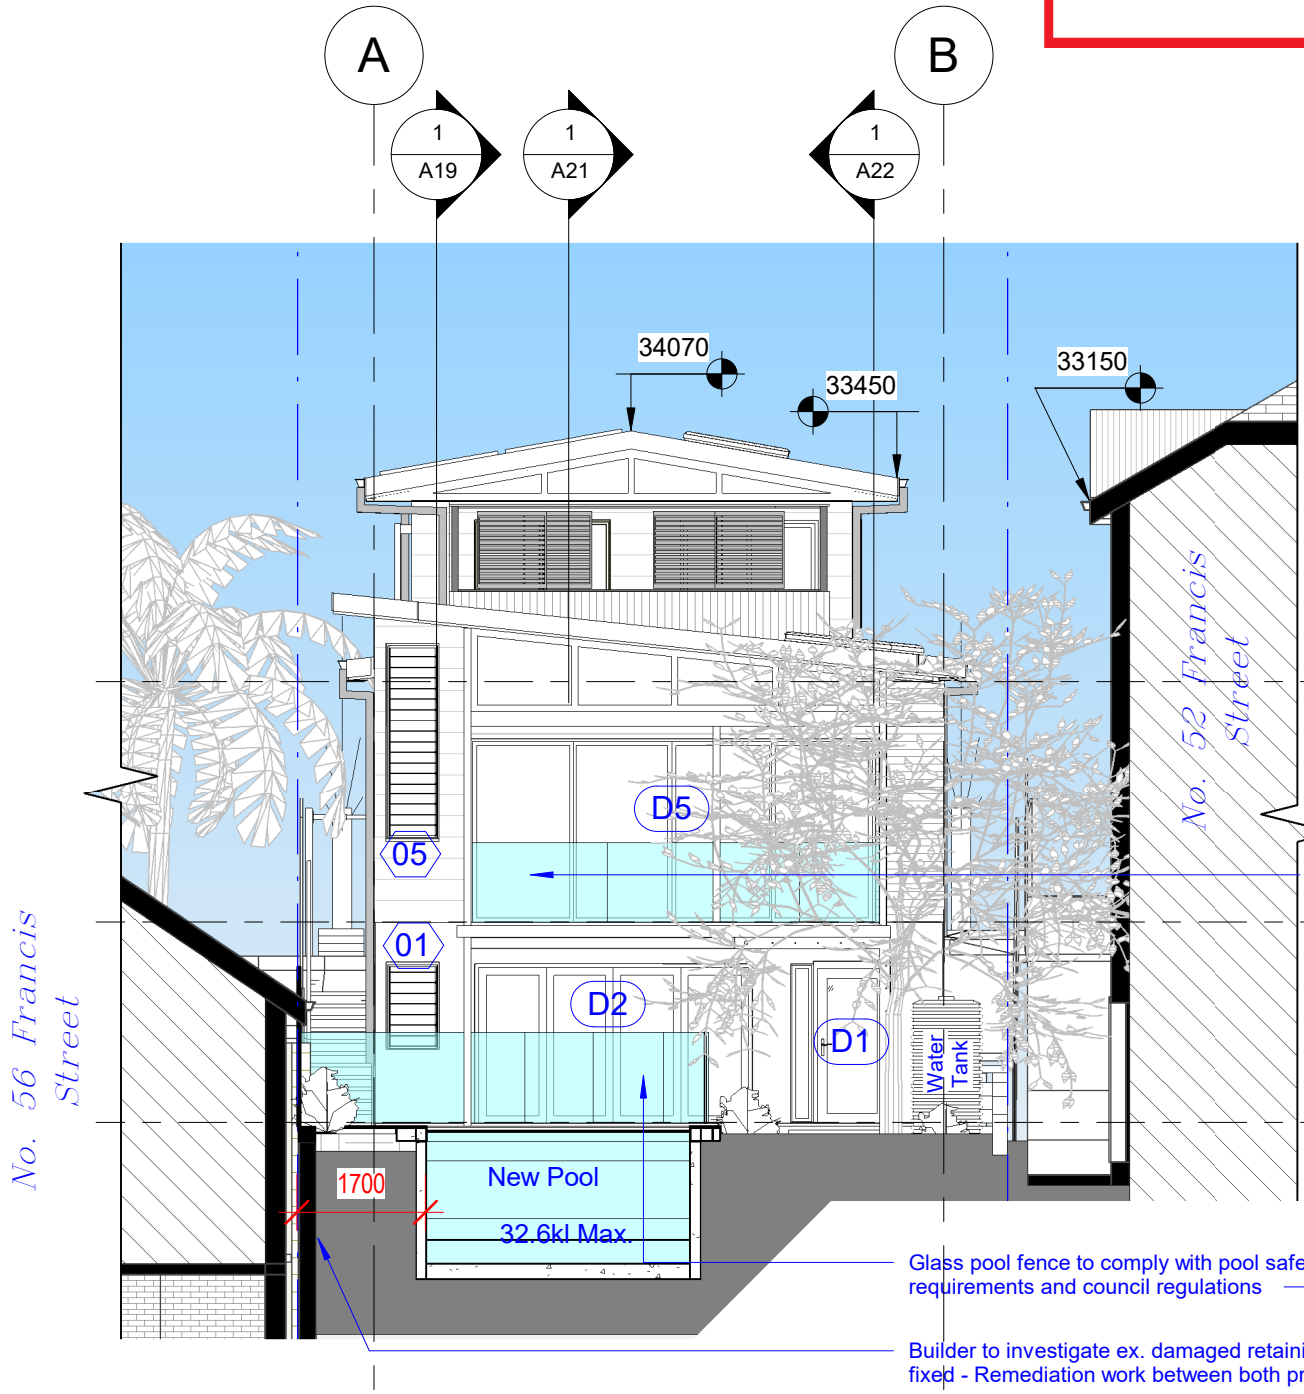 A
B
1
A19
1
A21
1
A22
34070
33450
33150
No. 52 Francis
Street
D5
05
01
D2
D1
Water
Tank
No. 56 Francis
Street
1700
New Pool
32.6kl Max.
Glass pool fence to comply with pool safe
requirements and council regulations
Builder to investigate ex. damaged retaini
fixed - Remediation work between both pr